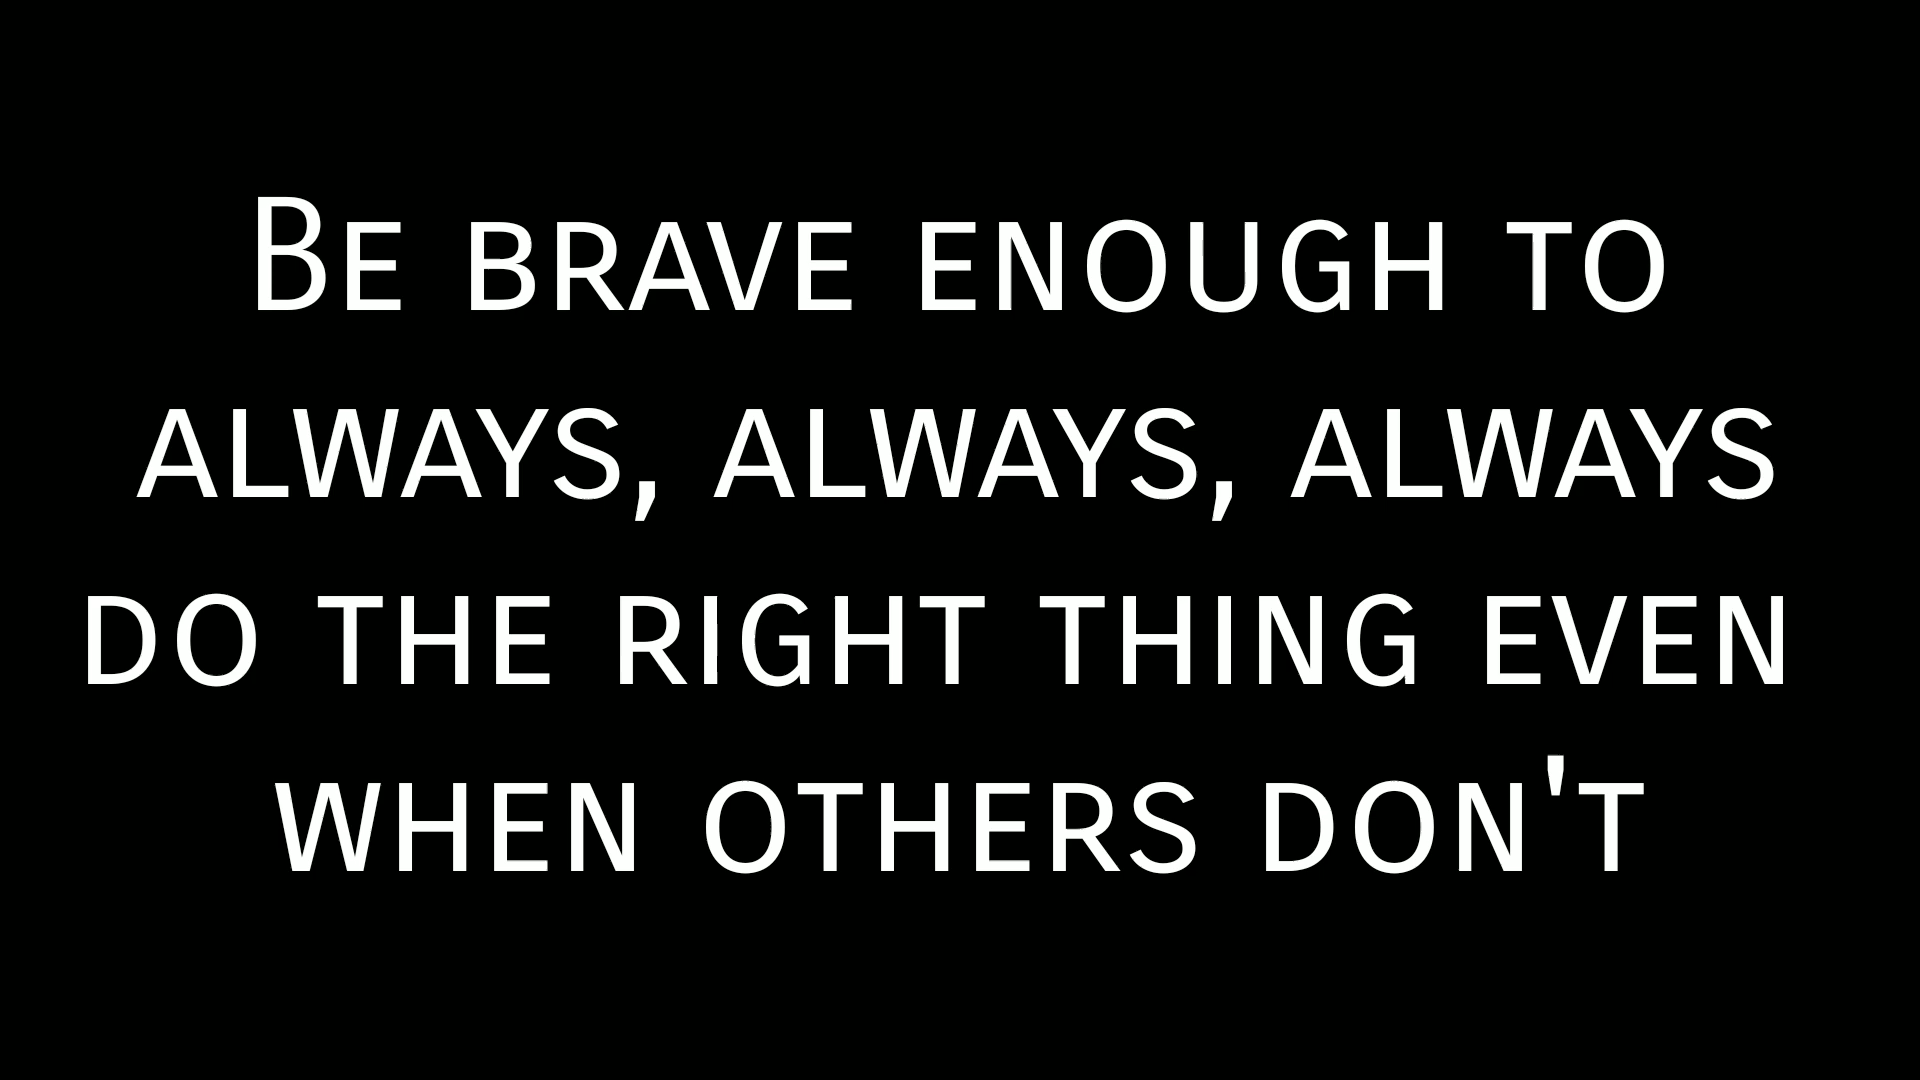 Be brave enough to
always, always, always
do the right thing even
when others don't